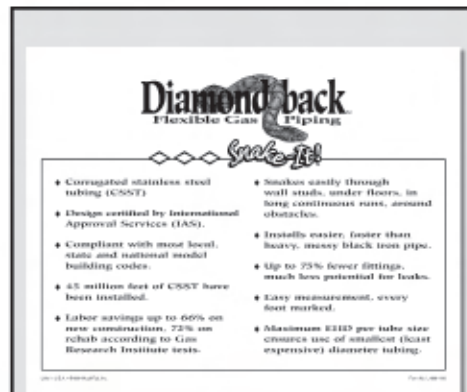 Diamondback
Flexible Gas Piping
Snake-It!
Corrugated stainless steel
tubing (CSST)
Design certified by International
Approval Services (IAS).
Compliant with most local,
state and national model
building codes.
45 million feet of CSST have
been installed.
Labor savings up to 66% on
new construction, 72% on
rehab according to Gas
Research Institute tests.
Snakes easily through
wall studs, under floors, in
long continuous runs, around
obstacles.
Installs easier, faster than
heavy, messy black iron pipe.
Up to 75% fewer fittings,
much less potential for leaks.
Easy measurement, every
foot marked.
Maximum EHD per tube size
ensures use of smallest (least
expensive) diameter tubing.